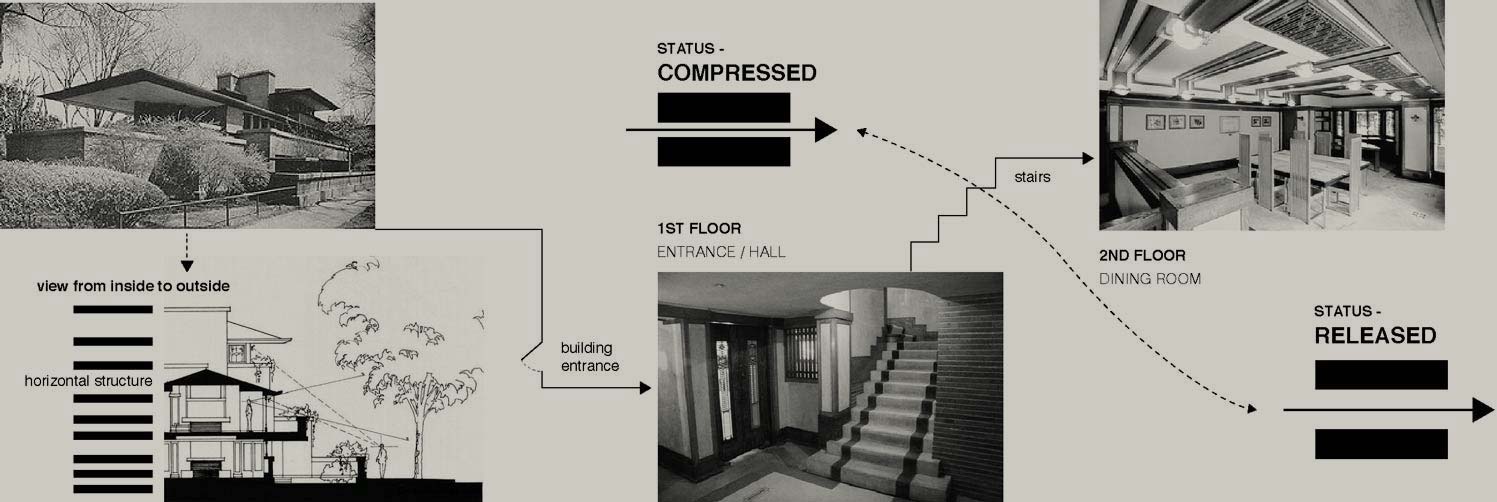 view from inside to outside
horizontal structure
building
entrance
STATUS -
COMPRESSED
1ST FLOOR
ENTRANCE / HALL
stairs
2ND FLOOR
DINING ROOM
STATUS -
RELEASED